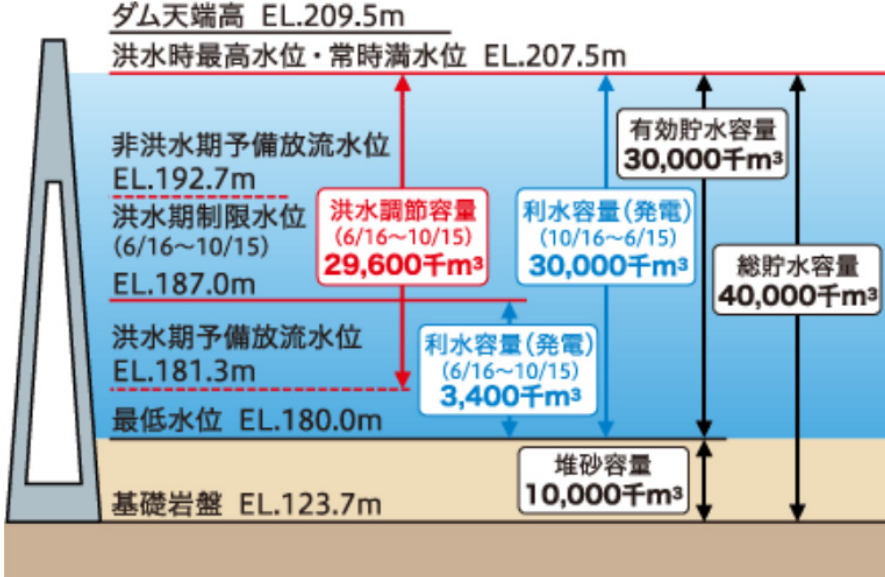 ダム天端高 EL.209.5m
洪水時最高水位・常時満水位 EL.207.5m
非洪水期予備放流水位
EL.192.7m
洪水期制限水位
(6/16～10/15)
EL.187.0m
洪水期予備放流水位
EL.181.3m
最低水位 EL.180.0m
基礎岩盤 EL.123.7m
洪水調節容量
(6/16～10/15)
29,600千m³
利水容量(発電)
(10/16～6/15)
30,000千m³
利水容量(発電)
(6/16～10/15)
3,400千m³
有効貯水容量
30,000千m³
総貯水容量
40,000千m³
堆砂容量
10,000千m³